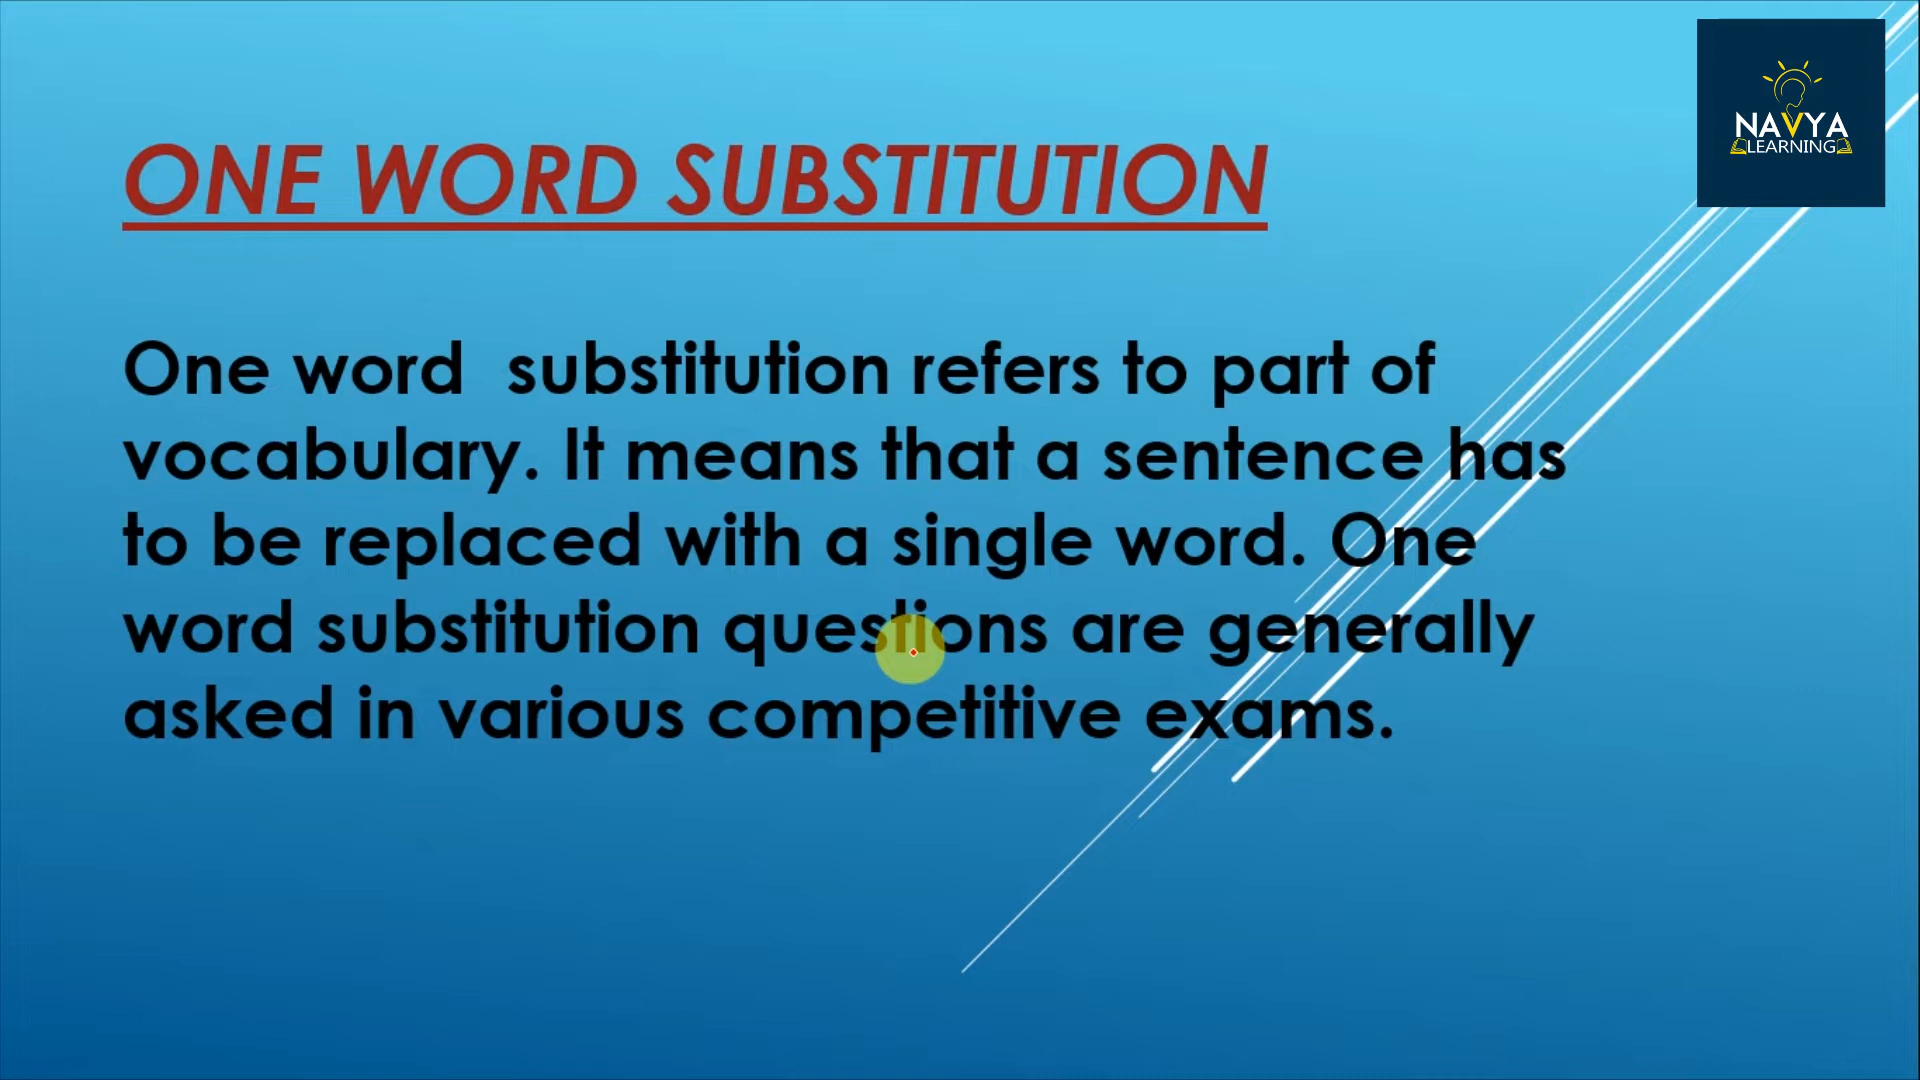 NAVYA
LEARNING
ONE WORD SUBSTITUTION
One word  substitution refers to part of
vocabulary. It means that a sentence has
to be replaced with a single word. One
word substitution questions are generally
asked in various competitive exams.